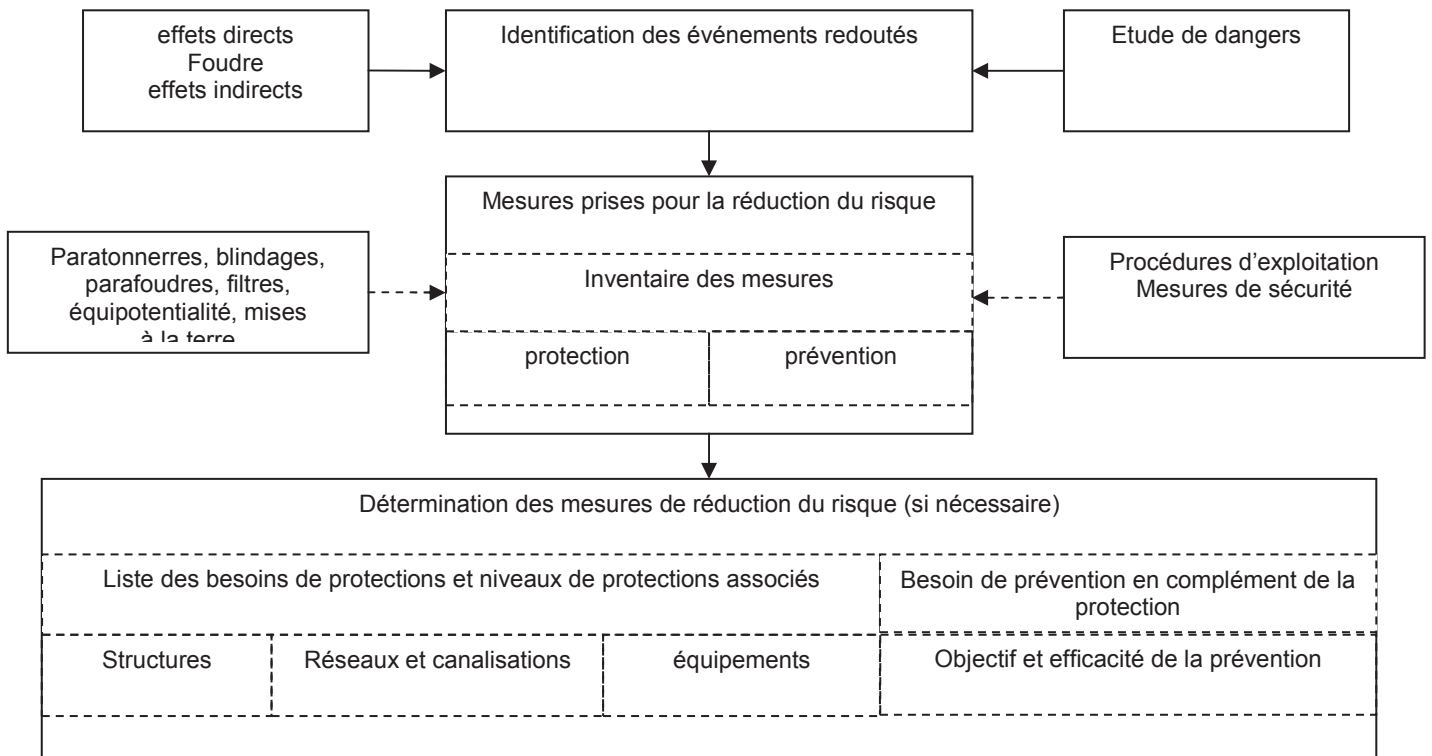 effets directs
Foudre
effets indirects
Identification des événements redoutés
Etude de dangers
Mesures prises pour la réduction du risque
Paratonnerres, blindages,
parafoudres, filtres,
équipotentialité, mises
à la terre
Inventaire des mesures
Procédures d’exploitation
Mesures de sécurité
protection
prévention
Détermination des mesures de réduction du risque (si nécessaire)
Liste des besoins de protections et niveaux de protections associés
Besoin de prévention en complément de la
protection
Structures
Réseaux et canalisations
équipements
Objectif et efficacité de la prévention